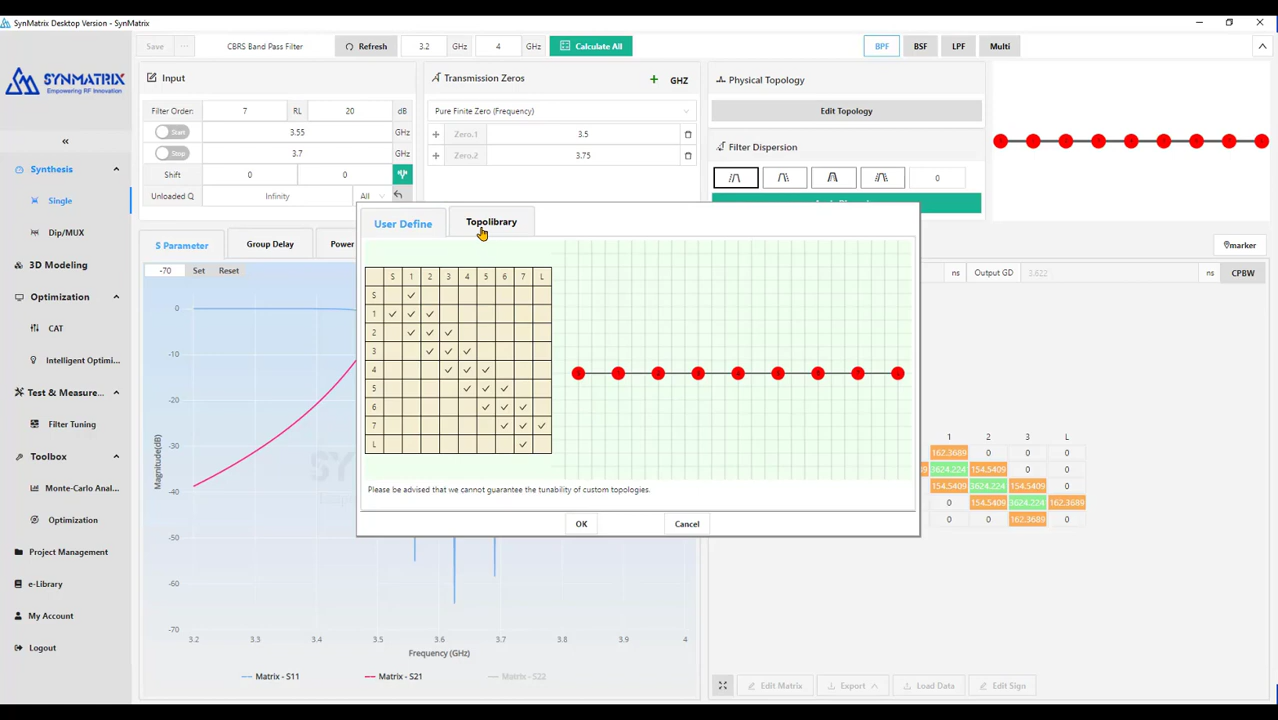 SynMatrix Desktop Version - SynMatrix
SYNMATRIX
Empowering RF Innovation
«
Synthesis
Single
Dip/MUX
3D Modeling
Optimization
CAT
Intelligent Optimi...
Test & Measure...
Filter Tuning
Toolbox
Monte-Carlo Anal...
Optimization
Project Management
e-Library
My Account
Logout
Save ... CBRS Band Pass Filter Refresh 3.2 GHz 4 GHz Calculate All BPF BSF LPF Multi
Input
Filter Order: 7 RL 20 dB
Start 3.55 GHz
Stop 3.7 GHz
Shift 0 0
Unloaded Q Infinity All
Transmission Zeros + GHZ
Pure Finite Zero (Frequency)
Zero.1 3.5
Zero.2 3.75
Physical Topology
Edit Topology
Filter Dispersion
0
S Parameter Group Delay Power
marker
-70 Set Reset
ns Output GD 3.622 ns CPBW
User Define Topolibrary
S 1 2 3 4 5 6 7 L
S ✓
1 ✓ ✓ ✓
2 ✓ ✓ ✓
3 ✓ ✓ ✓
4 ✓ ✓ ✓
5 ✓ ✓ ✓
6 ✓ ✓ ✓
7 ✓ ✓ ✓
L ✓
Please be advised that we cannot guarantee the tunability of custom topologies.
OK Cancel
Magnitude(dB)
0
-10
-20
-30
-40
-50
-60
-70
3.2 3.3 3.4 3.5 3.6 3.7 3.8 3.9 4
Frequency (GHz)
Matrix - S11 Matrix - S21 Matrix - S22
1 2 3 L
162.3689 0 0 0
3624.224 154.5409 0 0
154.5409 3624.224 154.5409 0
0 154.5409 3624.224 162.3689
0 0 162.3689 0
Edit Matrix Export Load Data Edit Sign